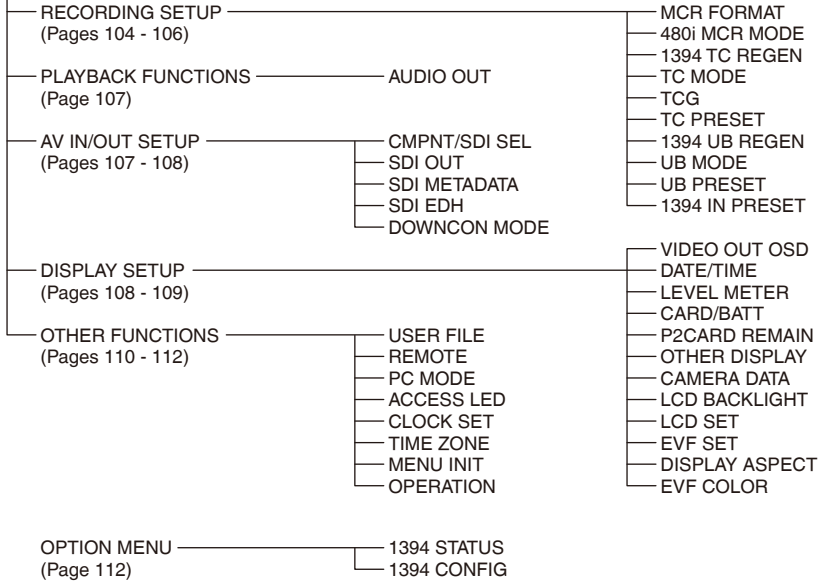 RECORDING SETUP
(Pages 104 - 106)
MCR FORMAT
480i MCR MODE
1394 TC REGEN
TC MODE
TCG
TC PRESET
1394 UB REGEN
UB MODE
UB PRESET
1394 IN PRESET
PLAYBACK FUNCTIONS
(Page 107)
AUDIO OUT
AV IN/OUT SETUP
(Pages 107 - 108)
CMPNT/SDI SEL
SDI OUT
SDI METADATA
SDI EDH
DOWNCON MODE
DISPLAY SETUP
(Pages 108 - 109)
VIDEO OUT OSD
DATE/TIME
LEVEL METER
CARD/BATT
P2CARD REMAIN
OTHER DISPLAY
CAMERA DATA
LCD BACKLIGHT
LCD SET
EVF SET
DISPLAY ASPECT
EVF COLOR
OTHER FUNCTIONS
(Pages 110 - 112)
USER FILE
REMOTE
PC MODE
ACCESS LED
CLOCK SET
TIME ZONE
MENU INIT
OPERATION
OPTION MENU
(Page 112)
1394 STATUS
1394 CONFIG